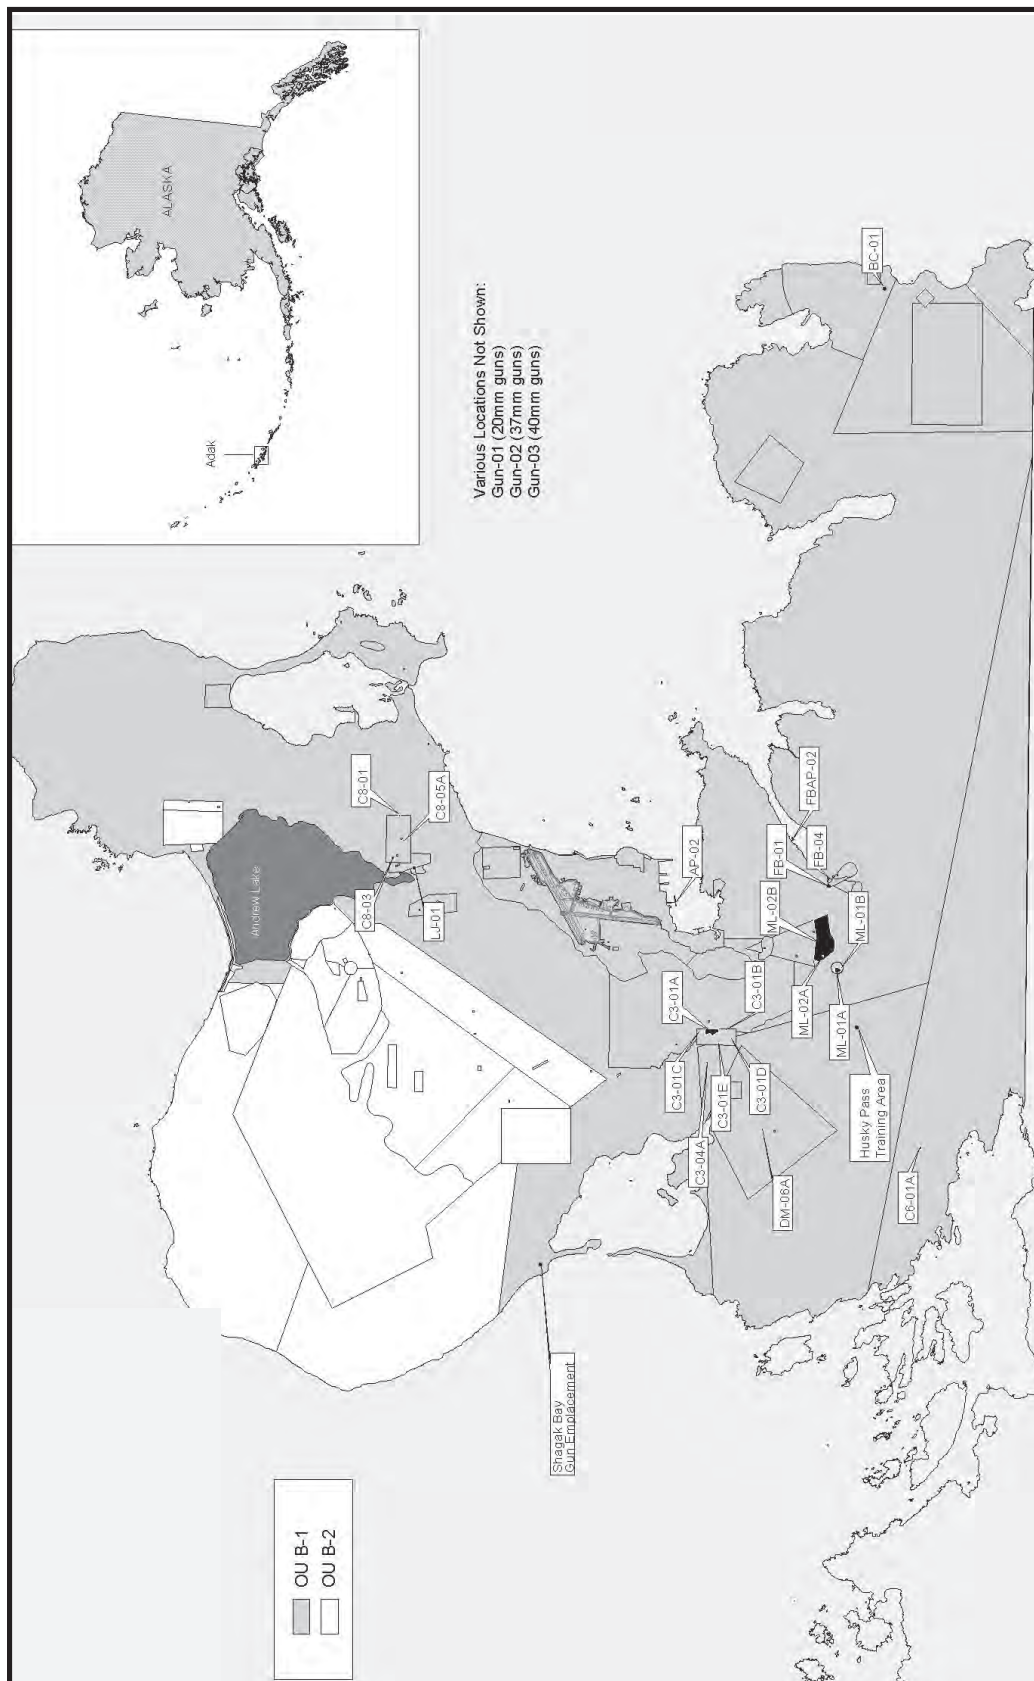 ALASKA
Adak
Various Locations Not Shown:
Gun-01 (20mm guns)
Gun-02 (37mm guns)
Gun-03 (40mm guns)
OU B-1
OU B-2
Andrew Lake
C8-01
C8-05A
C8-03
LJ-01
BC-01
AP-02
FBAP-02
FB-04
FB-01
ML-02B
ML-01B
ML-02A
ML-01A
C3-01A
C3-01B
C3-01C
C3-01E
C3-01D
C3-04A
DM-06A
Husky Pass
Training Area
C6-01A
Shagak Bay
Gun Emplacement